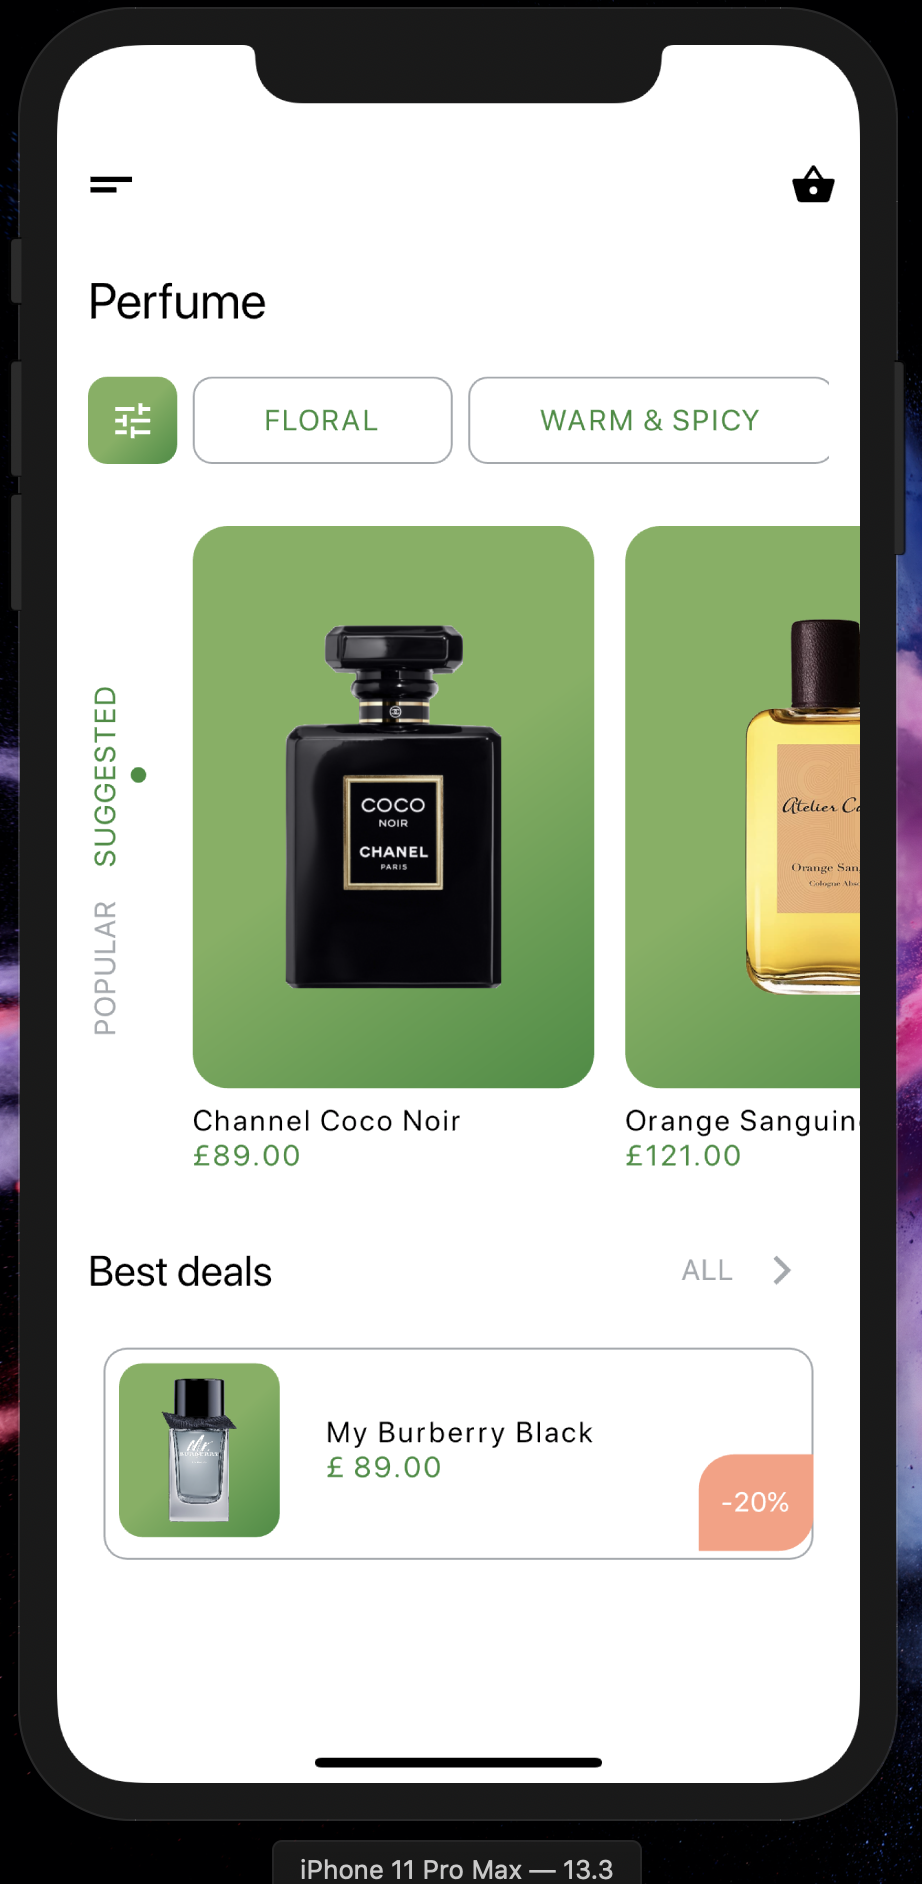 Perfume
FLORAL
WARM & SPICY
SUGGESTED
POPULAR
COCO
NOIR
CHANEL
PARIS
Atelier Co
Orange San
Cologne Abs
Channel Coco Noir
£89.00
Orange Sanguin
£121.00
Best deals
ALL
My Burberry Black
£ 89.00
-20%
iPhone 11 Pro Max — 13.3